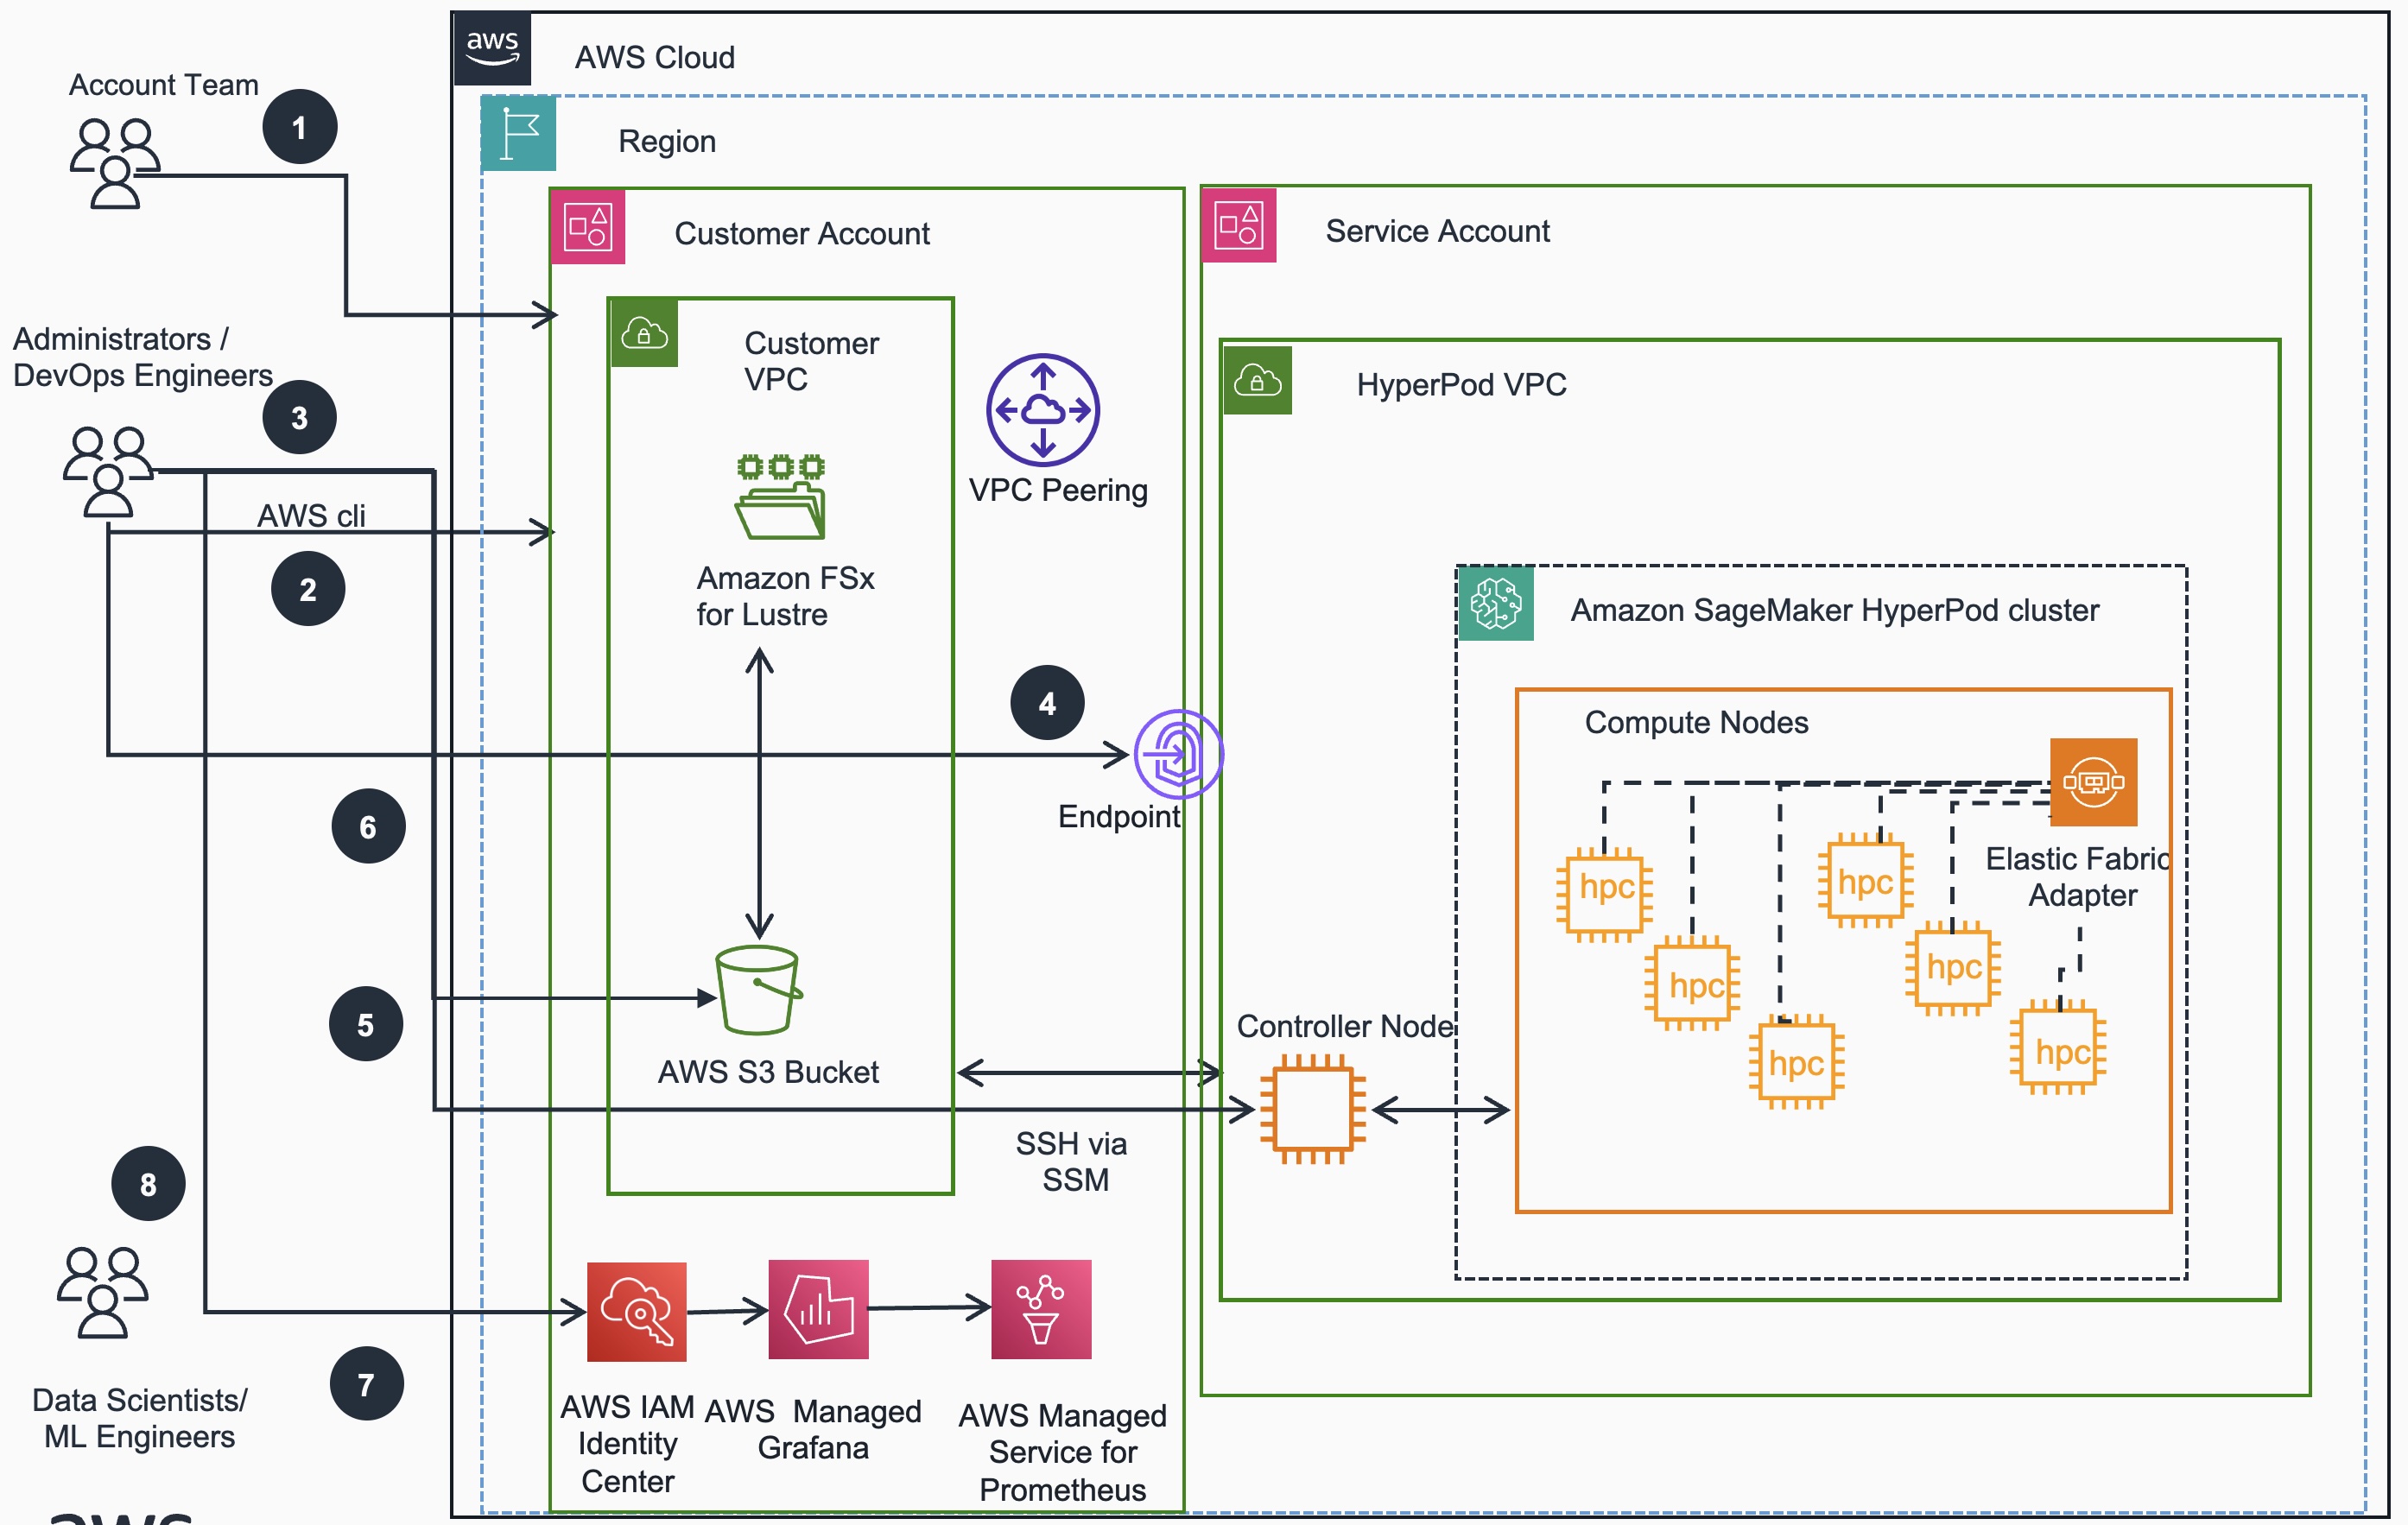 aws
AWS Cloud
Account Team
1
Region
Customer Account
Service Account
Administrators /
DevOps Engineers
3
Customer
VPC
HyperPod VPC
VPC Peering
AWS cli
2
Amazon FSx
for Lustre
Amazon SageMaker HyperPod cluster
4
Compute Nodes
Endpoint
6
Elastic Fabric
Adapter
hpc
hpc
hpc
hpc
hpc
hpc
5
Controller Node
AWS S3 Bucket
SSH via
SSM
8
Data Scientists/
ML Engineers
7
AWS IAM
Identity
Center
AWS  Managed
Grafana
AWS Managed
Service for
Prometheus
aws